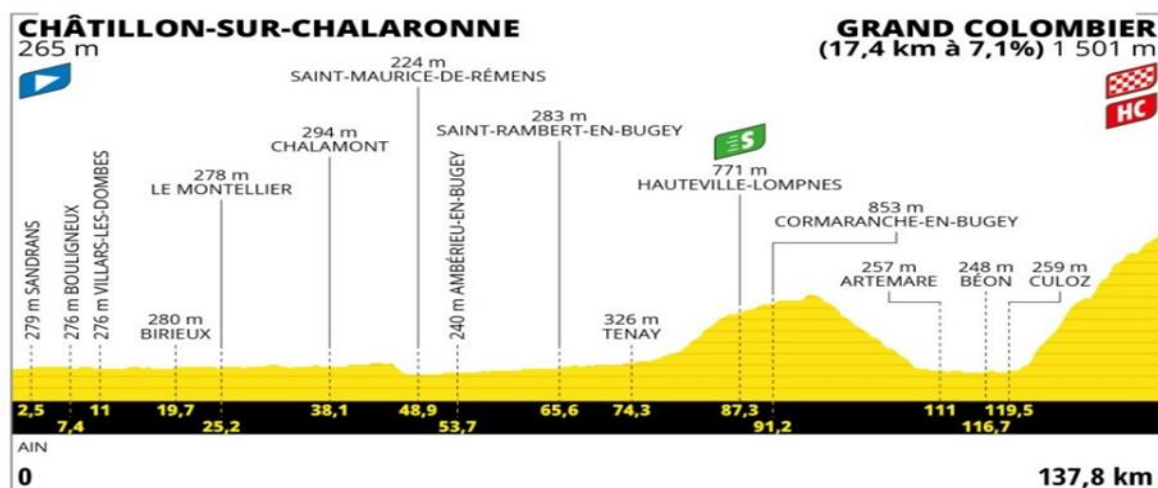 CHÂTILLON-SUR-CHALARONNE
265 m
GRAND COLOMBIER
(17,4 km à 7,1%) 1 501 m
HC
S
279 m SANDRANS
276 m BOULIGNEUX
276 m VILLARS-LES-DOMBES
280 m
BIRIEUX
278 m
LE MONTELLIER
294 m
CHALAMONT
224 m
SAINT-MAURICE-DE-RÉMENS
240 m AMBÉRIEU-EN-BUGEY
283 m
SAINT-RAMBERT-EN-BUGEY
326 m
TENAY
771 m
HAUTEVILLE-LOMPNES
853 m
CORMARANCHE-EN-BUGEY
257 m
ARTEMARE
248 m
BÉON
259 m
CULOZ
2,5 11 19,7 38,1 48,9 65,6 74,3 87,3 111 119,5
7,4 25,2 53,7 91,2 116,7
AIN
0
137,8 km